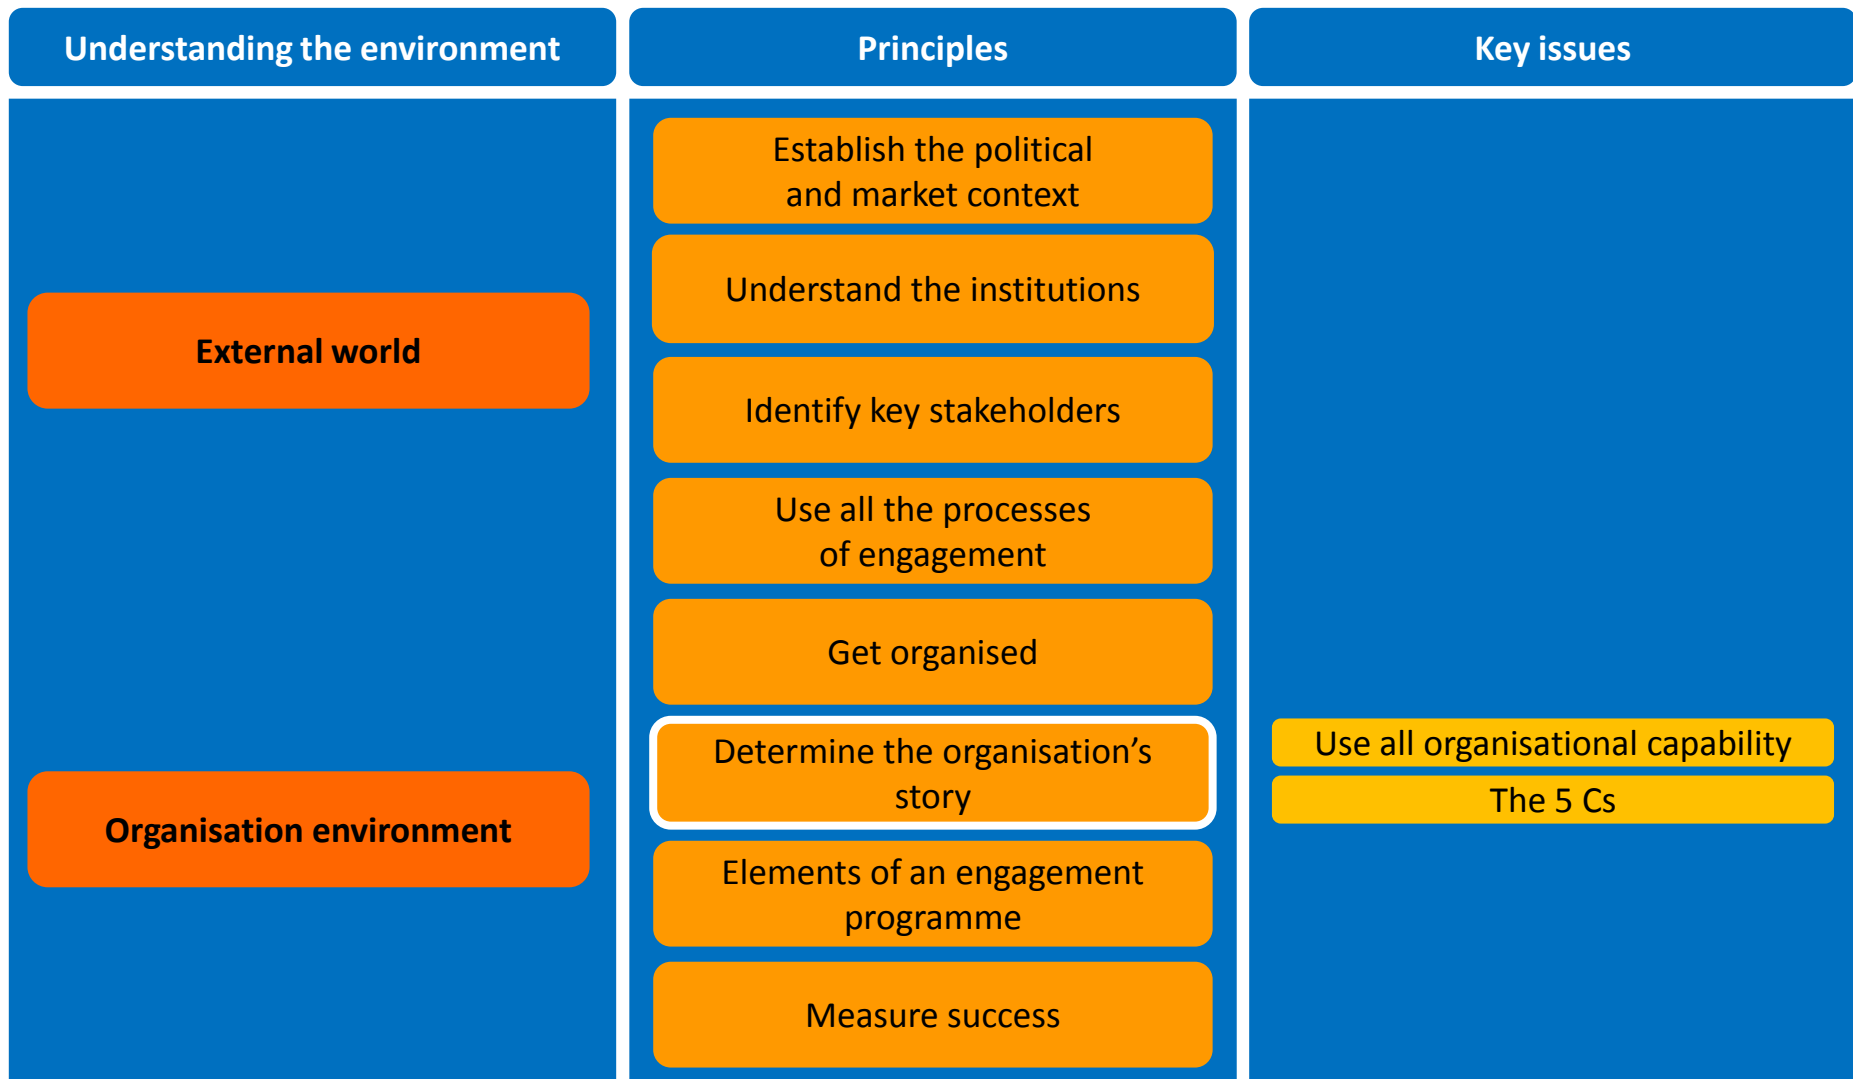 Understanding the environment
Principles
Key issues
External world
Organisation environment
Establish the political
and market context
Understand the institutions
Identify key stakeholders
Use all the processes
of engagement
Get organised
Determine the organisation’s
story
Elements of an engagement
programme
Measure success
Use all organisational capability
The 5 Cs